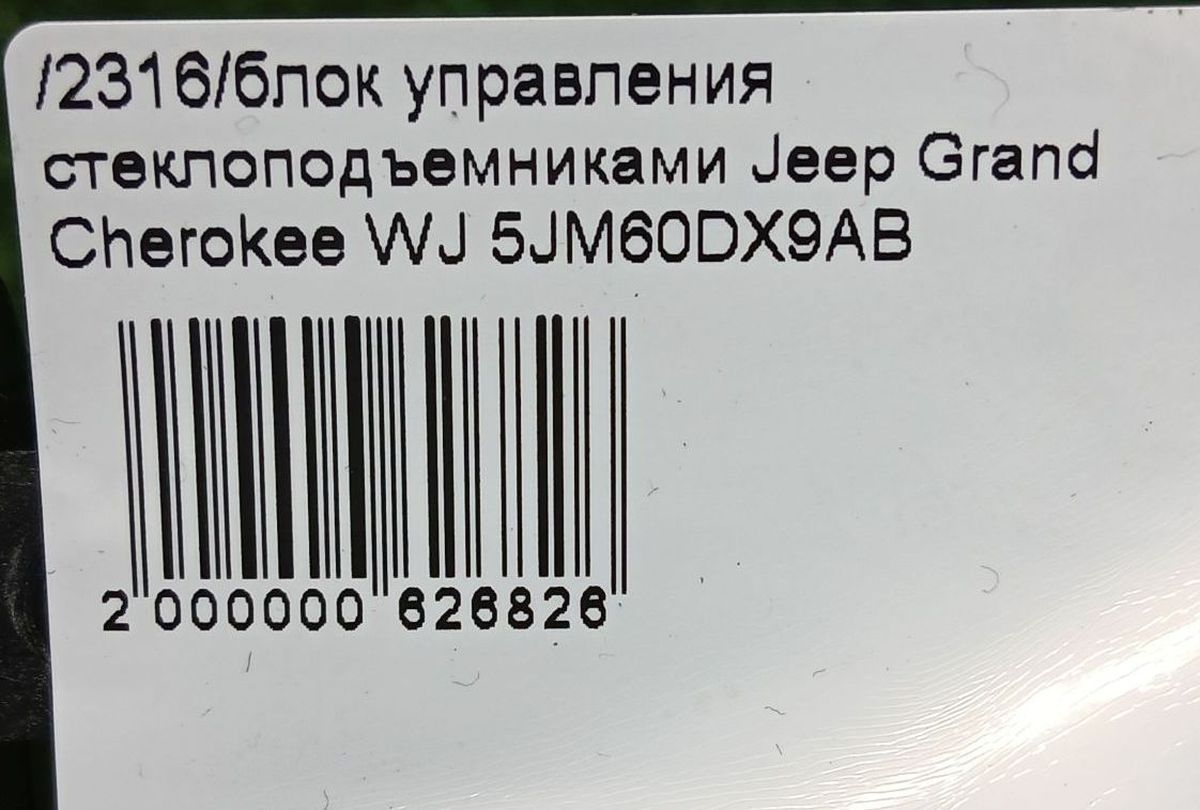 /2316/блок управления
стеклоподъемниками Jeep Grand
Cherokee WJ 5JM60DX9AB
2 000000 626826